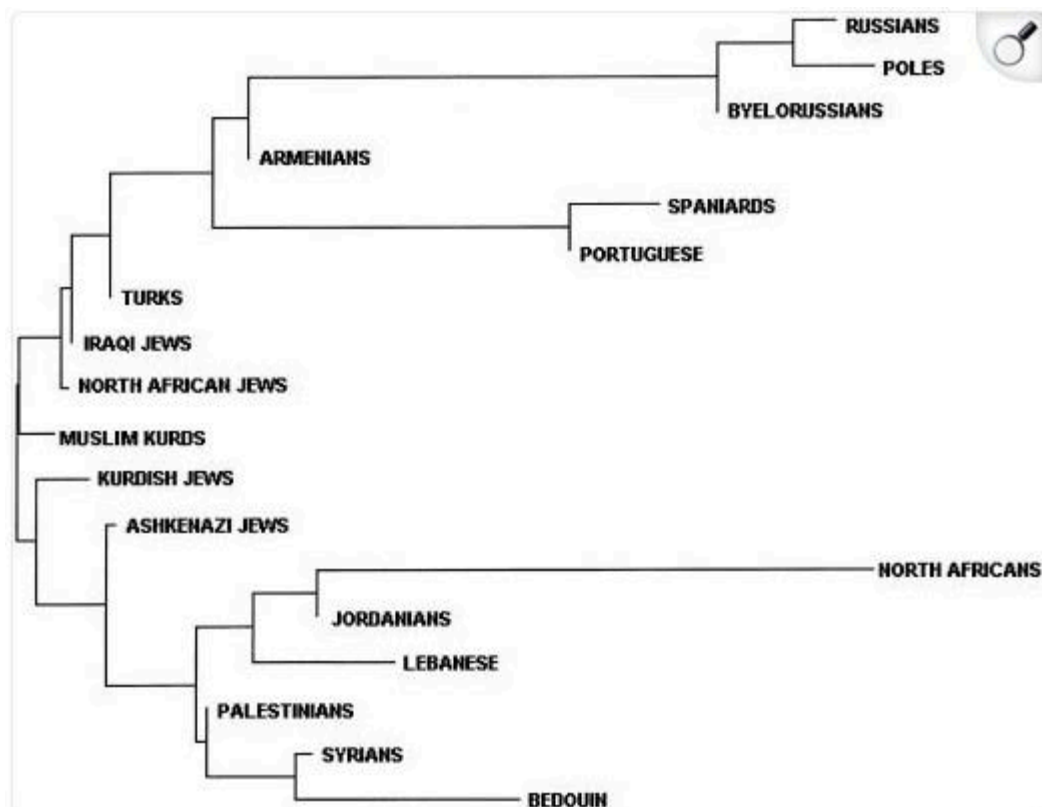 RUSSIANS
POLES
BYELORUSSIANS
ARMENIANS
SPANIARDS
PORTUGUESE
TURKS
IRAQI JEWS
NORTH AFRICAN JEWS
MUSLIM KURDS
KURDISH JEWS
ASHKENAZI JEWS
NORTH AFRICANS
JORDANIANS
LEBANESE
PALESTINIANS
SYRIANS
BEDOUIN